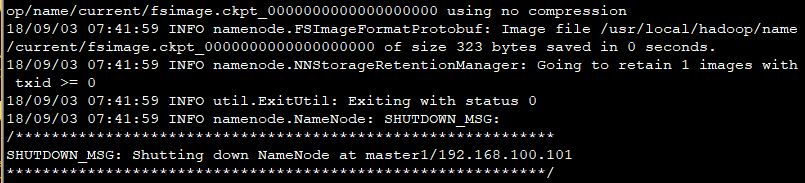 op/name/current/fsimage.ckpt_0000000000000000000 using no compression
18/09/03 07:41:59 INFO namenode.FSImageFormatProtobuf: Image file /usr/local/hadoop/name
/current/fsimage.ckpt_0000000000000000000 of size 323 bytes saved in 0 seconds.
18/09/03 07:41:59 INFO namenode.NNStorageRetentionManager: Going to retain 1 images with
 txid >= 0
18/09/03 07:41:59 INFO util.ExitUtil: Exiting with status 0
18/09/03 07:41:59 INFO namenode.NameNode: SHUTDOWN_MSG:
/************************************************************
SHUTDOWN_MSG: Shutting down NameNode at master1/192.168.100.101
************************************************************/